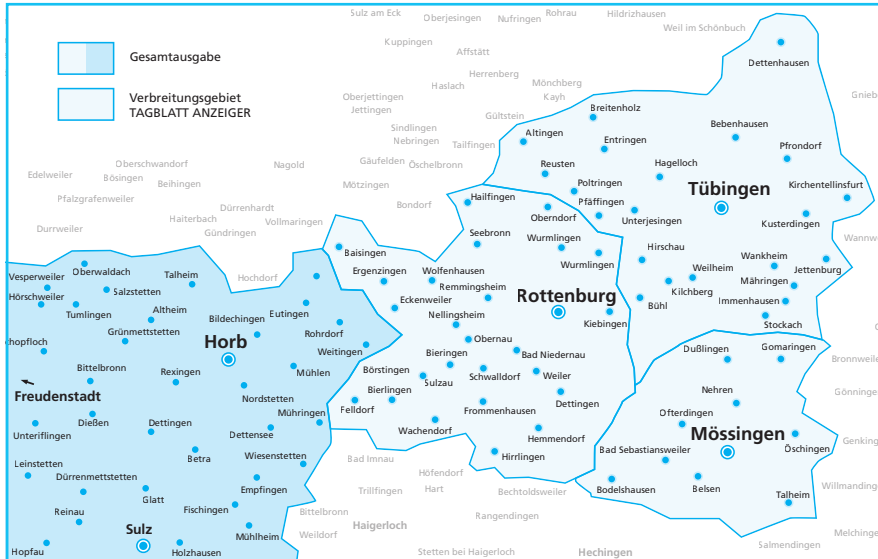 Gesamtausgabe
Verbreitungsgebiet
TAGBLATT ANZEIGER
Sulz am Eck
Oberjesingen
Nufringen
Rohrau
Hildrizhausen
Weil im Schönbuch
Kuppingen
Affstätt
Herrenberg
Haslach
Mönchberg
Kayh
Oberjettingen
Jettingen
Gültstein
Sindlingen
Nebringen
Tailfingen
Gäufelden
Öschelbronn
Mötzingen
Bondorf
Nagold
Oberschwandorf
Bösingen
Beihingen
Edelweiler
Pfalzgrafenweiler
Durrweiler
Haiterbach
Dürrenhardt
Gündringen
Vollmaringen
Hochdorf
Dettenhausen
Breitenholz
Altingen
Entringen
Bebenhausen
Pfrondorf
Reusten
Hagelloch
Poltringen
Pfäffingen
Tübingen
Kirchentellinsfurt
Unterjesingen
Kusterdingen
Hirschau
Wankheim
Weilheim
Mähringen
Jettenburg
Kilchberg
Bühl
Immenhausen
Stockach
Hailfingen
Oberndorf
Seebronn
Wurmlingen
Wurmlingen
Baisingen
Ergenzingen
Wolfenhausen
Remmingsheim
Eckenweiler
Rottenburg
Nellingsheim
Kiebingen
Obernau
Bieringen
Bad Niedernau
Börstingen
Sulzau
Schwalldorf
Weiler
Bierlingen
Dettingen
Felldorf
Frommenhausen
Wachendorf
Hemmendorf
Hirrlingen
Vesperweiler
Oberwaldach
Talheim
Hörschweiler
Salzstetten
Tumlingen
Altheim
Bildechingen
Eutingen
Grünmettstetten
Rohrdorf
Horb
Weitingen
chopfloch
Bittelbronn
Rexingen
Mühlen
Freudenstadt
Nordstetten
Mühringen
Dießen
Unteriflingen
Dettingen
Dettensee
Betra
Wiesenstetten
Leinstetten
Dürrenmettstetten
Glatt
Empfingen
Reinau
Fischingen
Sulz
Mühlheim
Hopfau
Holzhausen
Dußlingen
Gomaringen
Nehren
Ofterdingen
Mössingen
Bad Sebastiansweiler
Öschingen
Bodelshausen
Belsen
Talheim
Bad Imnau
Höfendorf
Trillfingen
Hart
Bechtoldsweiler
Bittelbronn
Rangendingen
Weildorf
Haigerloch
Stetten bei Haigerloch
Hechingen
Gniebe
Wannwe
Bronnweiler
Gönningen
Genking
Willmandingen
Melchinge
Salmendingen